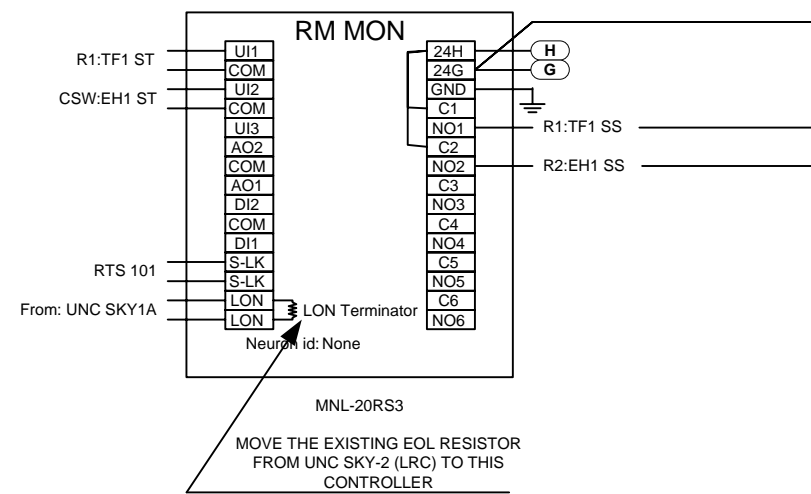 RM MON
R1:TF1 ST
CSW:EH1 ST
RTS 101
From: UNC SKY1A
UI1
COM
UI2
COM
UI3
AO2
COM
AO1
DI2
COM
DI1
S-LK
S-LK
LON
LON
LON Terminator
Neuron id: None
24H
24G
GND
C1
NO1
C2
NO2
C3
NO3
C4
NO4
C5
NO5
C6
NO6
H
G
R1:TF1 SS
R2:EH1 SS
MNL-20RS3
MOVE THE EXISTING EOL RESISTOR
FROM UNC SKY-2 (LRC) TO THIS
CONTROLLER